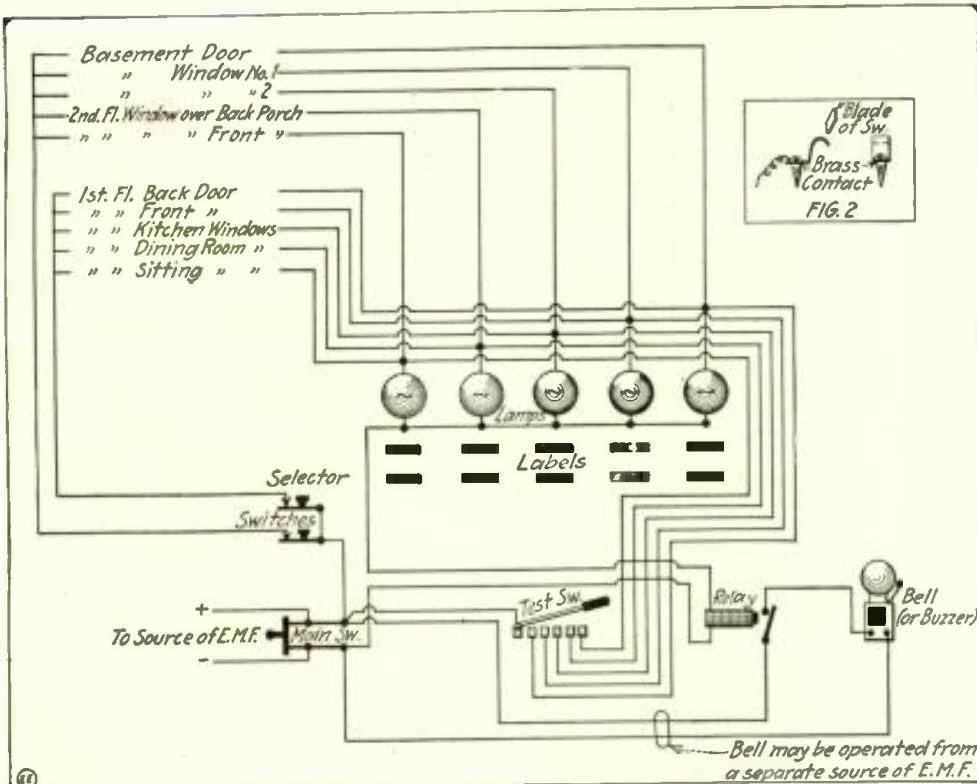 Basement Door
" Window No.1
" " " 2
2nd. Fl. Window over Back Porch
" " " " Front "
1st. Fl. Back Door
" " Front "
" " Kitchen Windows
" " Dining Room "
" " Sitting " "
Blade
of Sw
Brass
Contact
FIG. 2
Lamps
Labels
Selector
Switches
+
To Source of E.M.F.
-
Main Sw.
Test Sw.
Relay
Bell
(or Buzzer)
Bell may be operated from
a separate source of E.M.F.